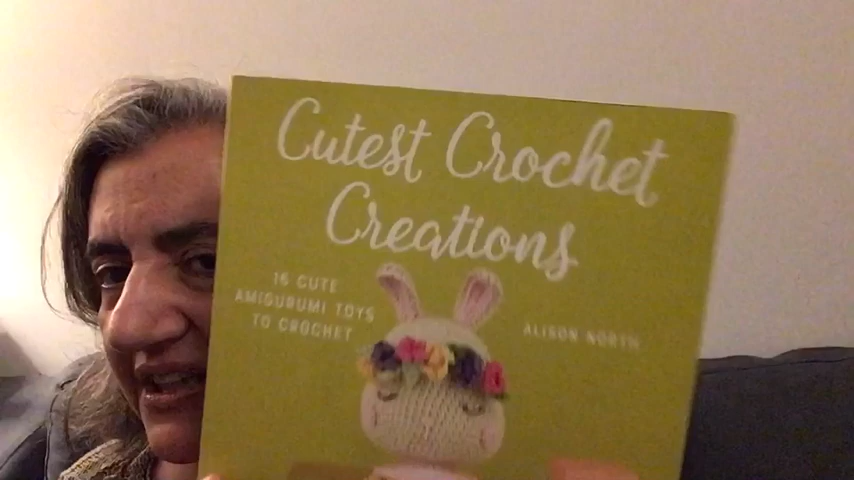 Cutest Crochet
Creations
16 CUTE
AMIGURUMI TOYS
TO CROCHET
ALISON NORTH